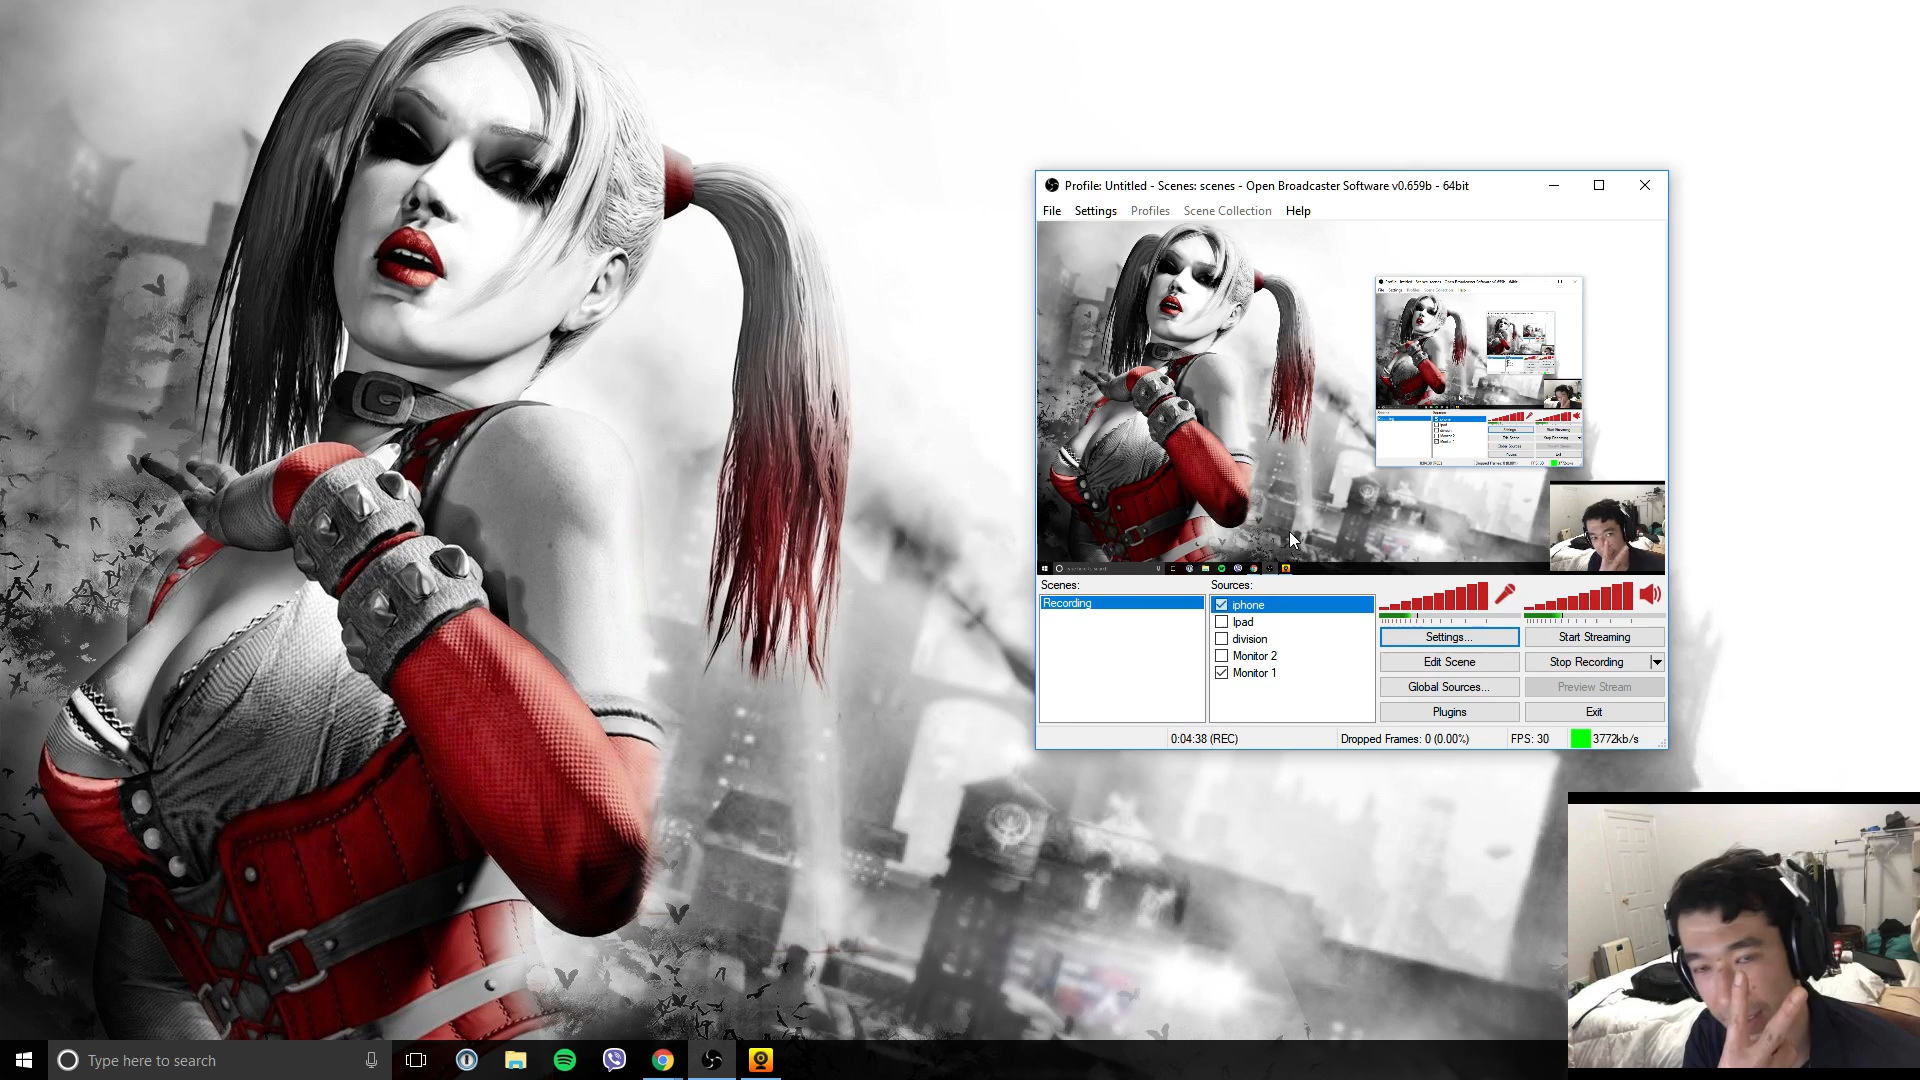 Profile: Untitled - Scenes: scenes - Open Broadcaster Software v0.659b - 64bit
File Settings Profiles Scene Collection Help
Scenes:
Recording
Sources:
iphone
Ipad
division
Monitor 2
Monitor 1
Settings... Start Streaming
Edit Scene Stop Recording
Global Sources... Preview Stream
Plugins Exit
0:04:38 (REC) Dropped Frames: 0 (0.00%) FPS: 30 3772kb/s
Type here to search